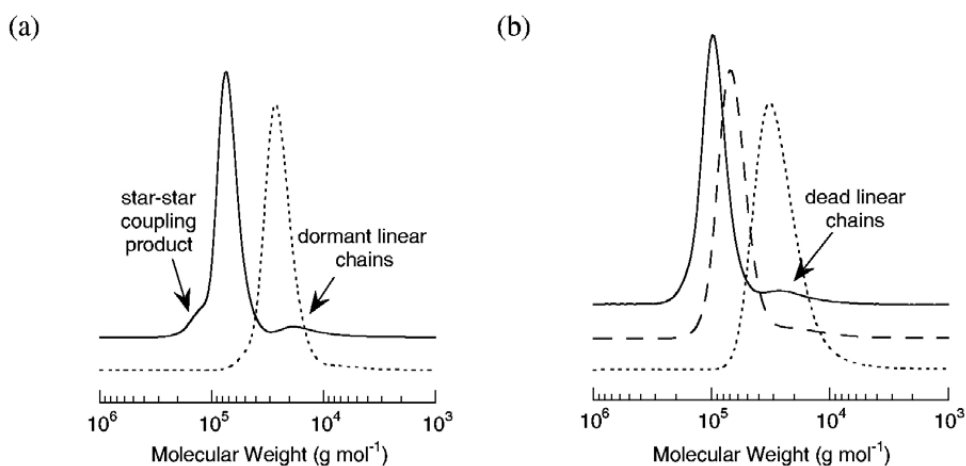 (a)
star-star
coupling
product
dormant linear
chains
10⁶ 10⁵ 10⁴ 10³
Molecular Weight (g mol⁻¹)
(b)
dead linear
chains
10⁶ 10⁵ 10⁴ 10³
Molecular Weight (g mol⁻¹)